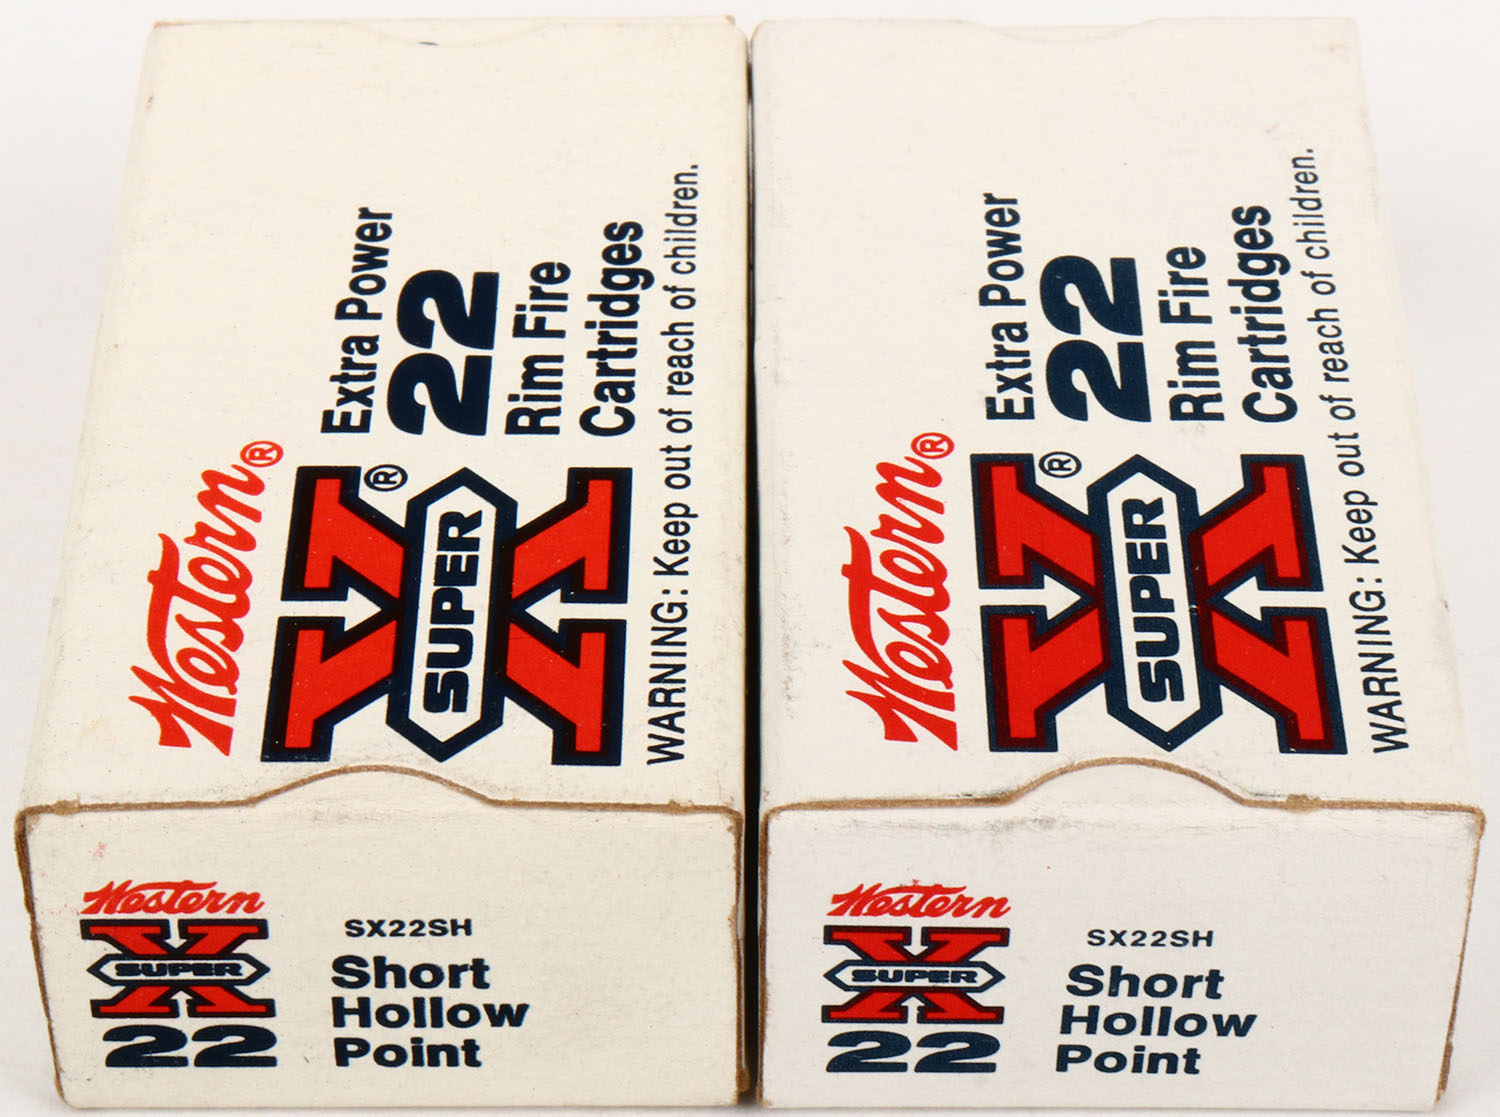 Western®
SUPER X®
Extra Power
22
Rim Fire
Cartridges
WARNING: Keep out of reach of children.
Western
SUPER X
22
SX22SH
Short
Hollow
Point
Western®
SUPER X®
Extra Power
22
Rim Fire
Cartridges
WARNING: Keep out of reach of children.
Western
SUPER X
22
SX22SH
Short
Hollow
Point